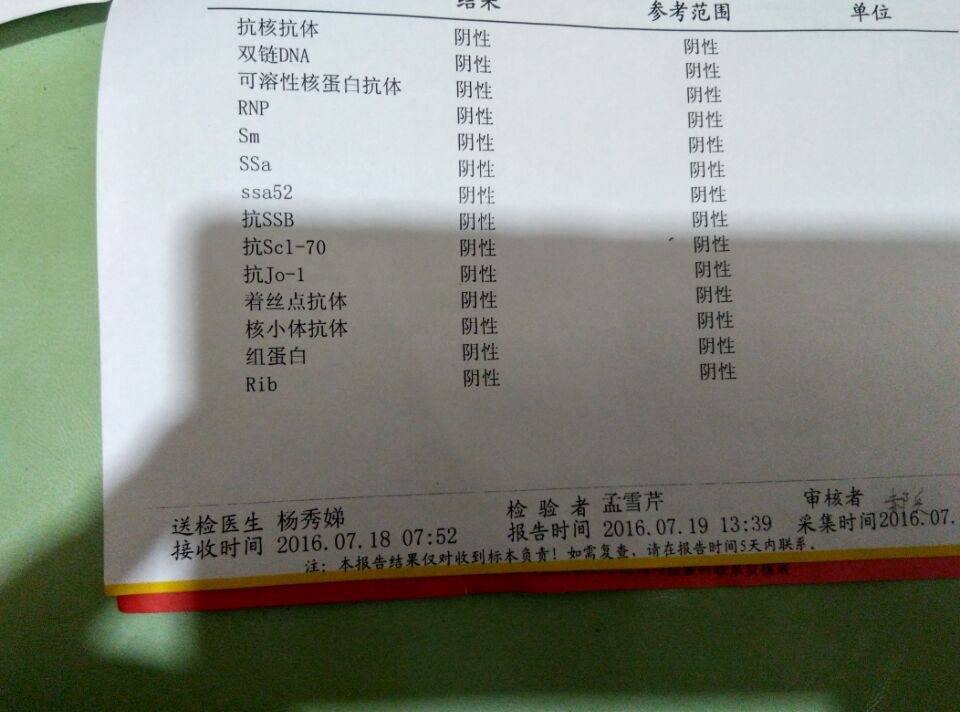 结果 参考范围 单位
抗核抗体 阴性 阴性
双链DNA 阴性 阴性
可溶性核蛋白抗体 阴性 阴性
RNP 阴性 阴性
Sm 阴性 阴性
SSa 阴性 阴性
ssa52 阴性 阴性
抗SSB 阴性 阴性
抗Scl-70 阴性 阴性
抗Jo-1 阴性 阴性
着丝点抗体 阴性 阴性
核小体抗体 阴性 阴性
组蛋白 阴性 阴性
Rib 阴性 阴性
送检医生 杨秀娣 检验者 孟雪芹 审核者
接收时间 2016.07.18 07:52 报告时间 2016.07.19 13:39 采集时间2016.07.
注: 本报告结果仅对收到标本负责! 如需复查, 请在报告时间5天内联系。